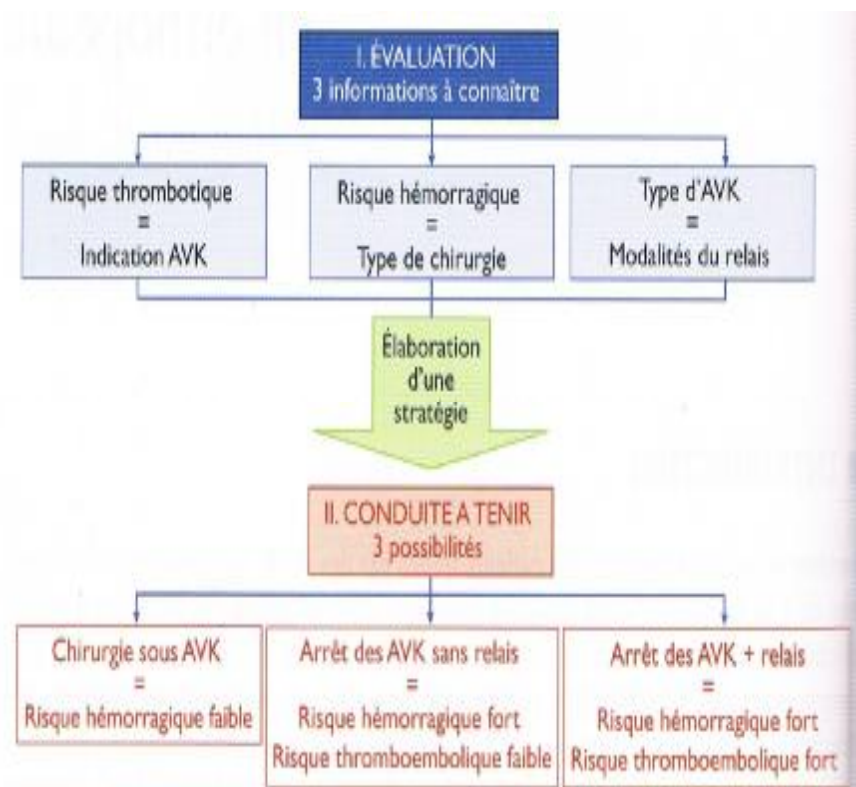 I. ÉVALUATION
3 informations à connaître
Risque thrombotique
=
Indication AVK
Risque hémorragique
=
Type de chirurgie
Type d'AVK
=
Modalités du relais
Élaboration
d'une
stratégie
II. CONDUITE A TENIR
3 possibilités
Chirurgie sous AVK
=
Risque hémorragique faible
Arrêt des AVK sans relais
=
Risque hémorragique fort
Risque thromboembolique faible
Arrêt des AVK + relais
=
Risque hémorragique fort
Risque thromboembolique fort